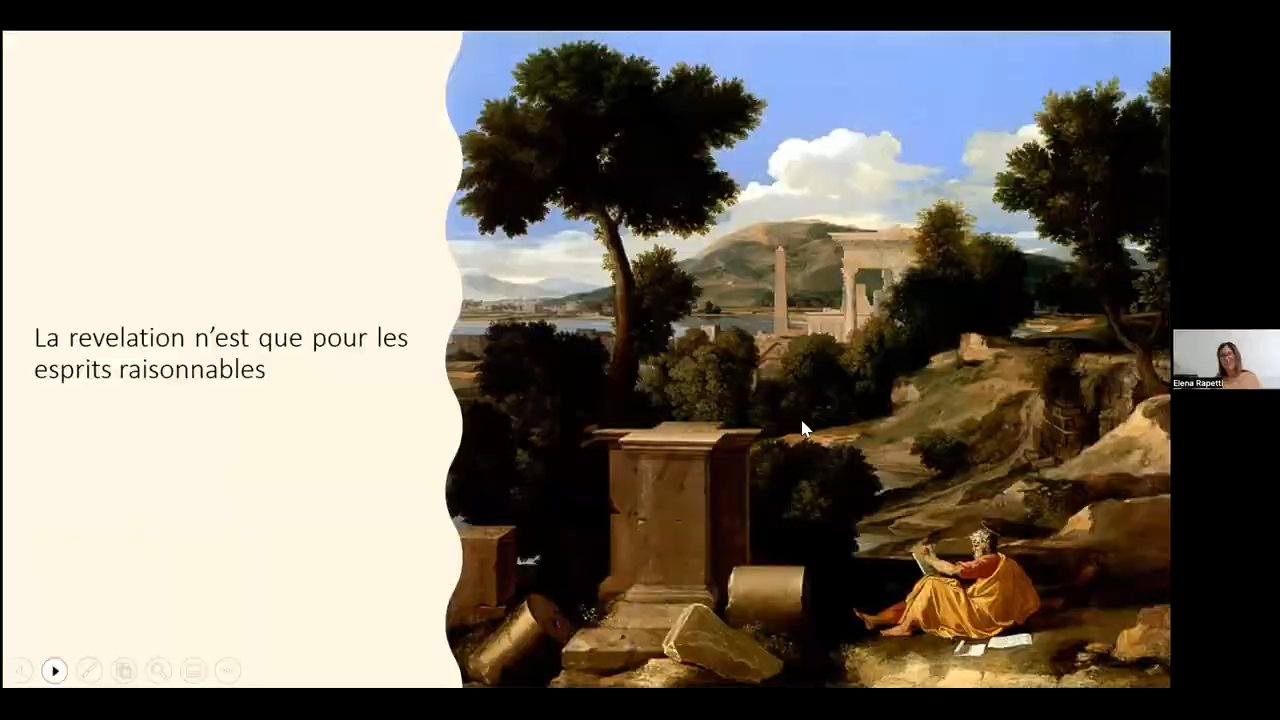 La revelation n’est que pour les
esprits raisonnables
Elena Rapetti